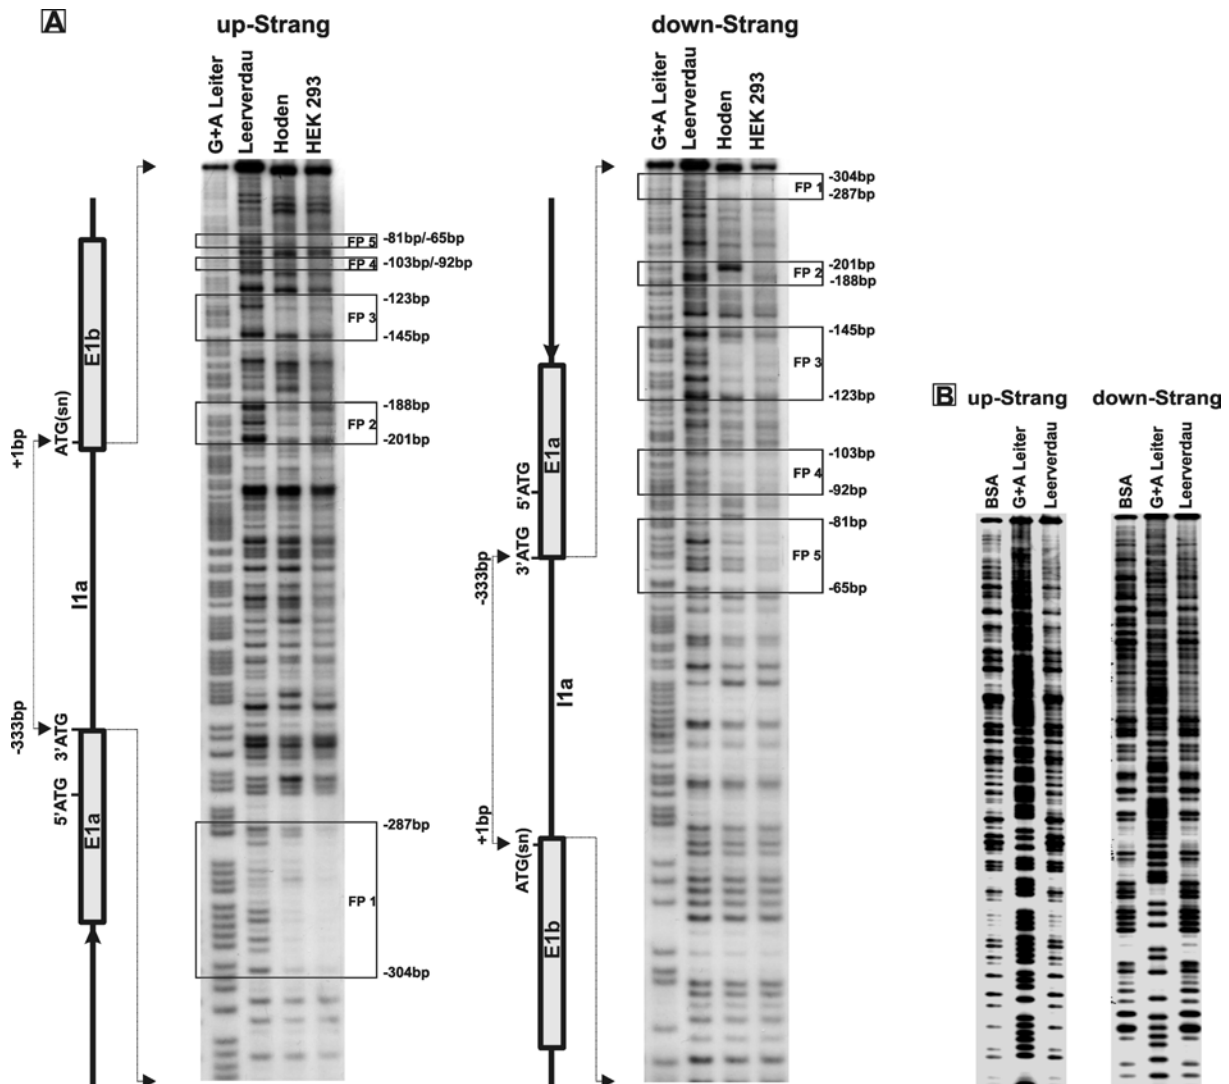 A
up-Strang
G+A Leiter
Leerverdau
Hoden
HEK 293
E1b
ATG(sn)
+1bp
I1a
-333bp
3'ATG
5'ATG
E1a
FP 5
-81bp/-65bp
FP 4
-103bp/-92bp
-123bp
FP 3
-145bp
-188bp
FP 2
-201bp
-287bp
FP 1
-304bp
down-Strang
G+A Leiter
Leerverdau
Hoden
HEK 293
E1a
5'ATG
3'ATG
-333bp
I1a
+1bp
ATG(sn)
E1b
-304bp
FP 1
-287bp
-201bp
FP 2
-188bp
-145bp
FP 3
-123bp
-103bp
FP 4
-92bp
-81bp
FP 5
-65bp
B
up-Strang
BSA
G+A Leiter
Leerverdau
down-Strang
BSA
G+A Leiter
Leerverdau